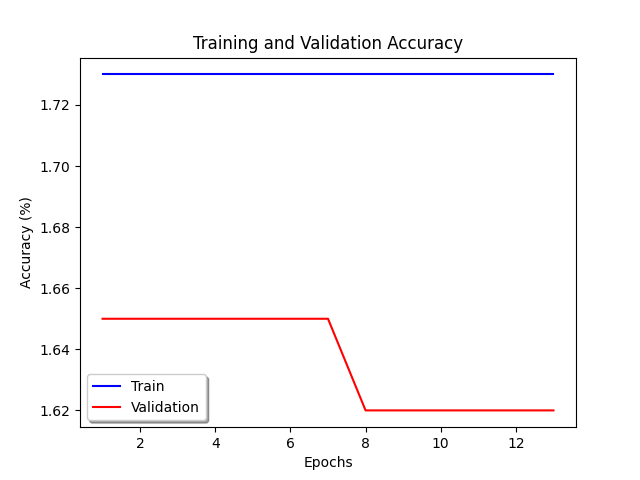 Training and Validation Accuracy
Accuracy (%)
1.72
1.70
1.68
1.66
1.64
1.62
Train
Validation
2 4 6 8 10 12
Epochs